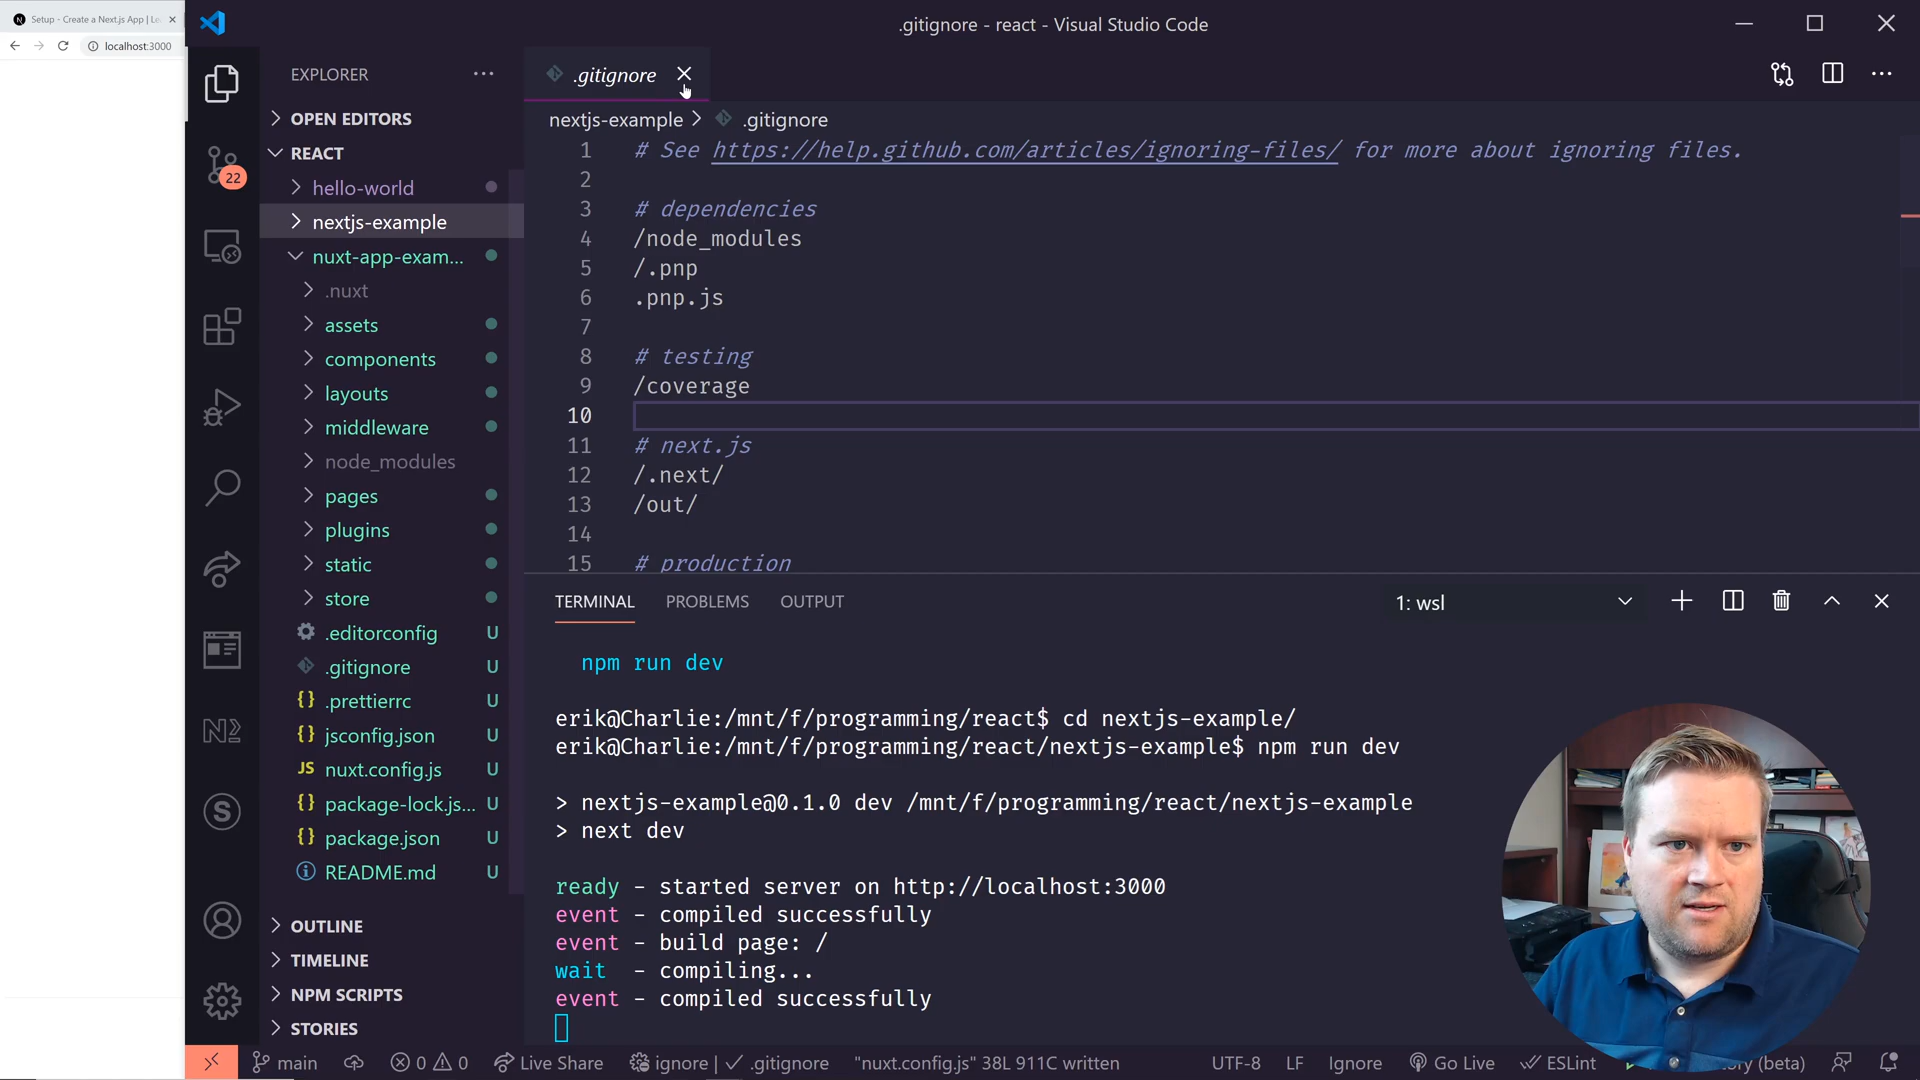 Setup - Create a Next.js App | Le
localhost:3000
.gitignore - react - Visual Studio Code
EXPLORER
OPEN EDITORS
REACT
hello-world
nextjs-example
nuxt-app-exam...
.nuxt
assets
components
layouts
middleware
node_modules
pages
plugins
static
store
.editorconfig U
.gitignore U
{} .prettierrc U
{} jsconfig.json U
JS nuxt.config.js U
{} package-lock.js... U
{} package.json U
README.md U
OUTLINE
TIMELINE
NPM SCRIPTS
STORIES
22
.gitignore
nextjs-example > .gitignore
1 # See https://help.github.com/articles/ignoring-files/ for more about ignoring files.
2
3 # dependencies
4 /node_modules
5 /.pnp
6 .pnp.js
7
8 # testing
9 /coverage
10
11 # next.js
12 /.next/
13 /out/
14
15 # production
TERMINAL PROBLEMS OUTPUT
1: wsl
npm run dev
erik@Charlie:/mnt/f/programming/react$ cd nextjs-example/
erik@Charlie:/mnt/f/programming/react/nextjs-example$ npm run dev
> nextjs-example@0.1.0 dev /mnt/f/programming/react/nextjs-example
> next dev
ready - started server on http://localhost:3000
event - compiled successfully
event - build page: /
wait - compiling...
event - compiled successfully
main 0 0 Live Share ignore | ✓ .gitignore "nuxt.config.js" 38L 911C written UTF-8 LF Ignore Go Live ESLint (beta)